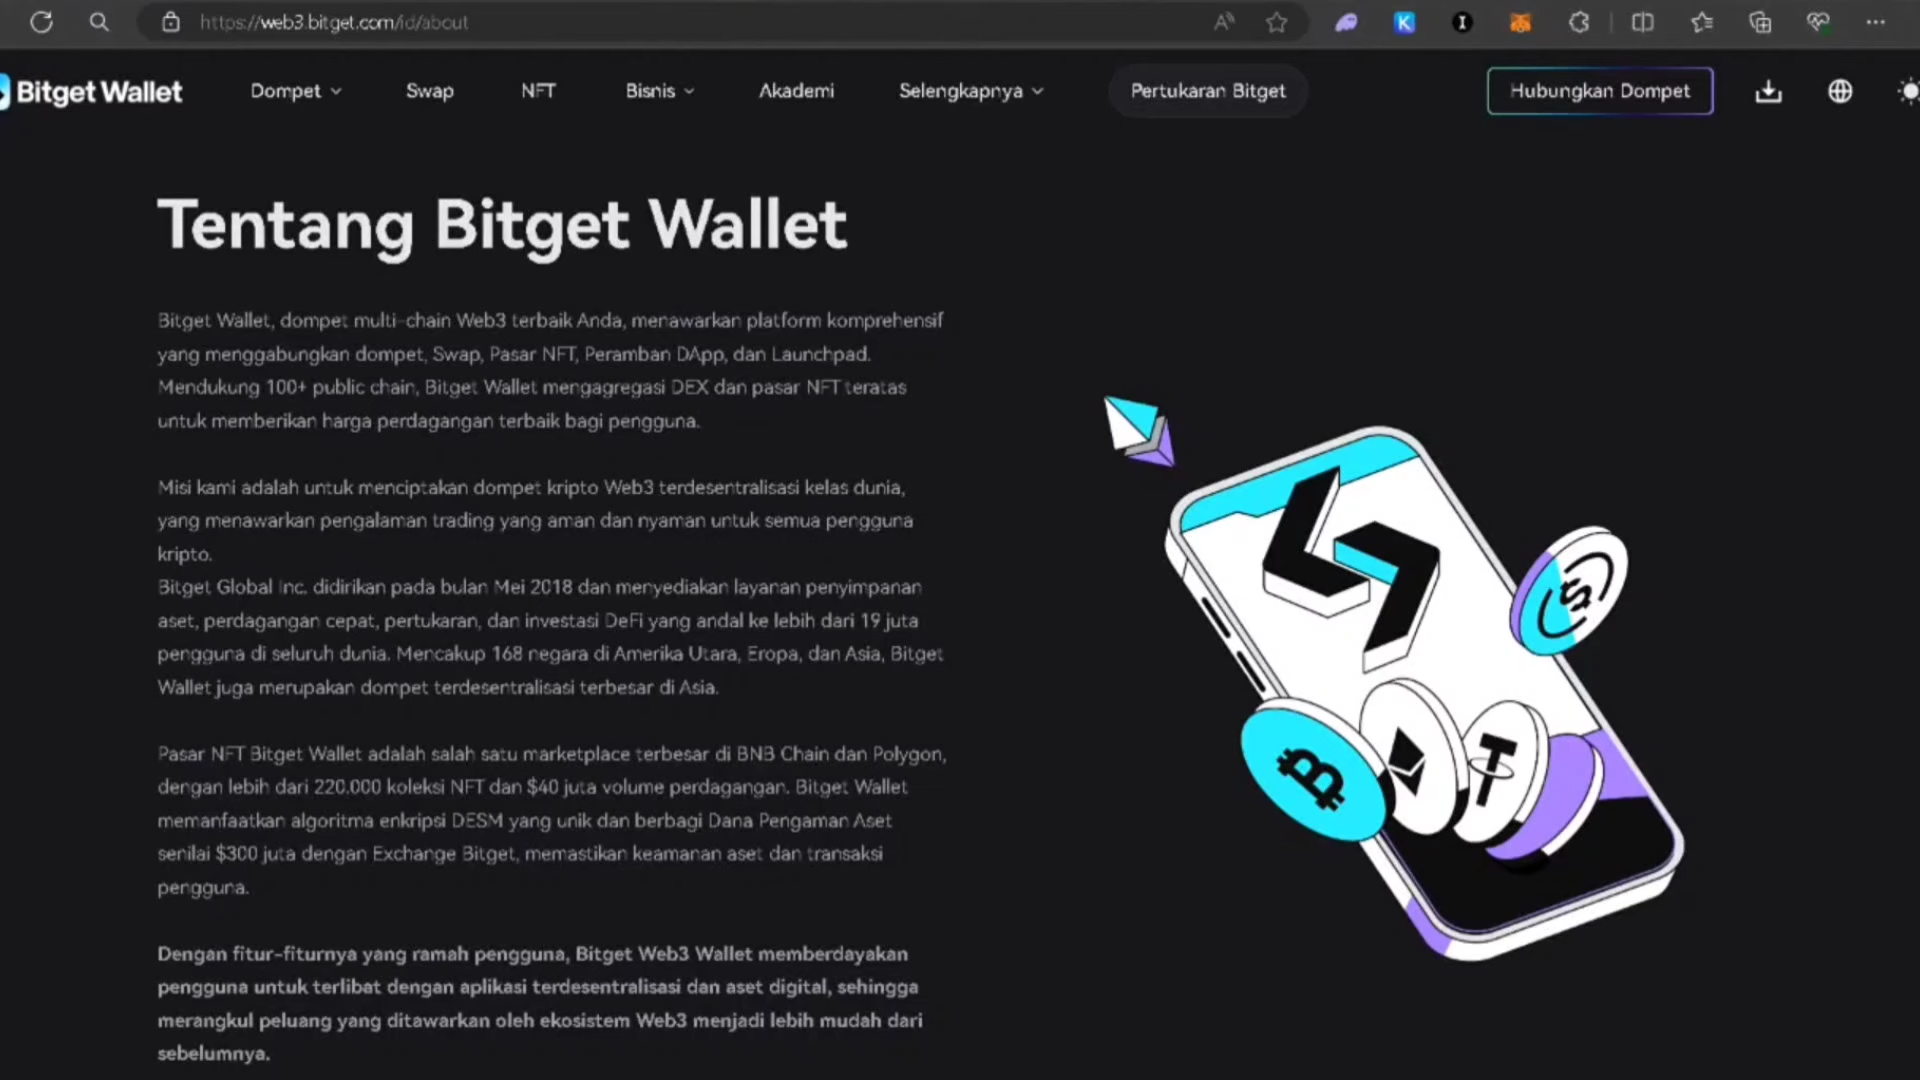 https://web3.bitget.com/id/about
Bitget Wallet
Dompet
Swap
NFT
Bisnis
Akademi
Selengkapnya
Pertukaran Bitget
Hubungkan Dompet
Tentang Bitget Wallet
Bitget Wallet, dompet multi-chain Web3 terbaik Anda, menawarkan platform komprehensif
yang menggabungkan dompet, Swap, Pasar NFT, Peramban DApp, dan Launchpad.
Mendukung 100+ public chain, Bitget Wallet mengagregasi DEX dan pasar NFT teratas
untuk memberikan harga perdagangan terbaik bagi pengguna.
Misi kami adalah untuk menciptakan dompet kripto Web3 terdesentralisasi kelas dunia,
yang menawarkan pengalaman trading yang aman dan nyaman untuk semua pengguna
kripto.
Bitget Global Inc. didirikan pada bulan Mei 2018 dan menyediakan layanan penyimpanan
aset, perdagangan cepat, pertukaran, dan investasi DeFi yang andal ke lebih dari 19 juta
pengguna di seluruh dunia. Mencakup 168 negara di Amerika Utara, Eropa, dan Asia, Bitget
Wallet juga merupakan dompet terdesentralisasi terbesar di Asia.
Pasar NFT Bitget Wallet adalah salah satu marketplace terbesar di BNB Chain dan Polygon,
dengan lebih dari 220.000 koleksi NFT dan $40 juta volume perdagangan. Bitget Wallet
memanfaatkan algoritma enkripsi DESM yang unik dan berbagi Dana Pengaman Aset
senilai $300 juta dengan Exchange Bitget, memastikan keamanan aset dan transaksi
pengguna.
Dengan fitur-fiturnya yang ramah pengguna, Bitget Web3 Wallet memberdayakan
pengguna untuk terlibat dengan aplikasi terdesentralisasi dan aset digital, sehingga
merangkul peluang yang ditawarkan oleh ekosistem Web3 menjadi lebih mudah dari
sebelumnya.